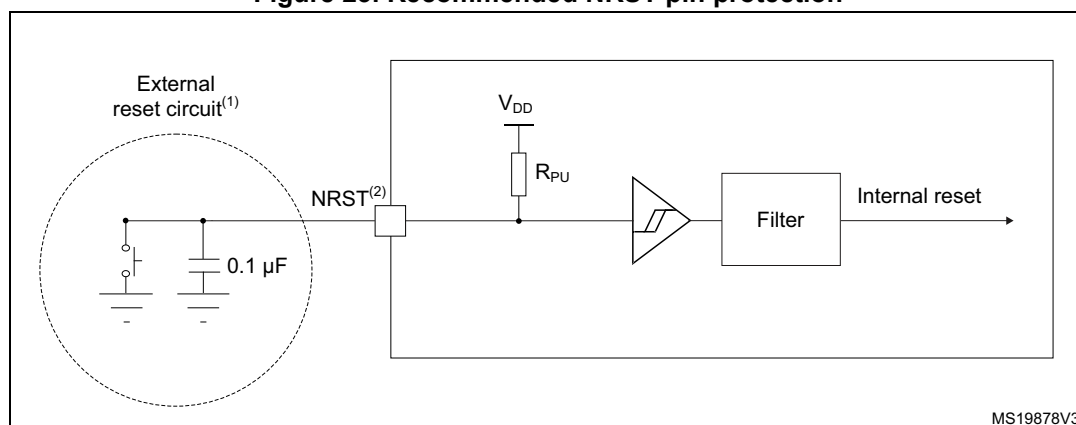 External
reset circuit(1)
VDD
RPU
NRST(2)
0.1 µF
Filter
Internal reset
MS19878V3